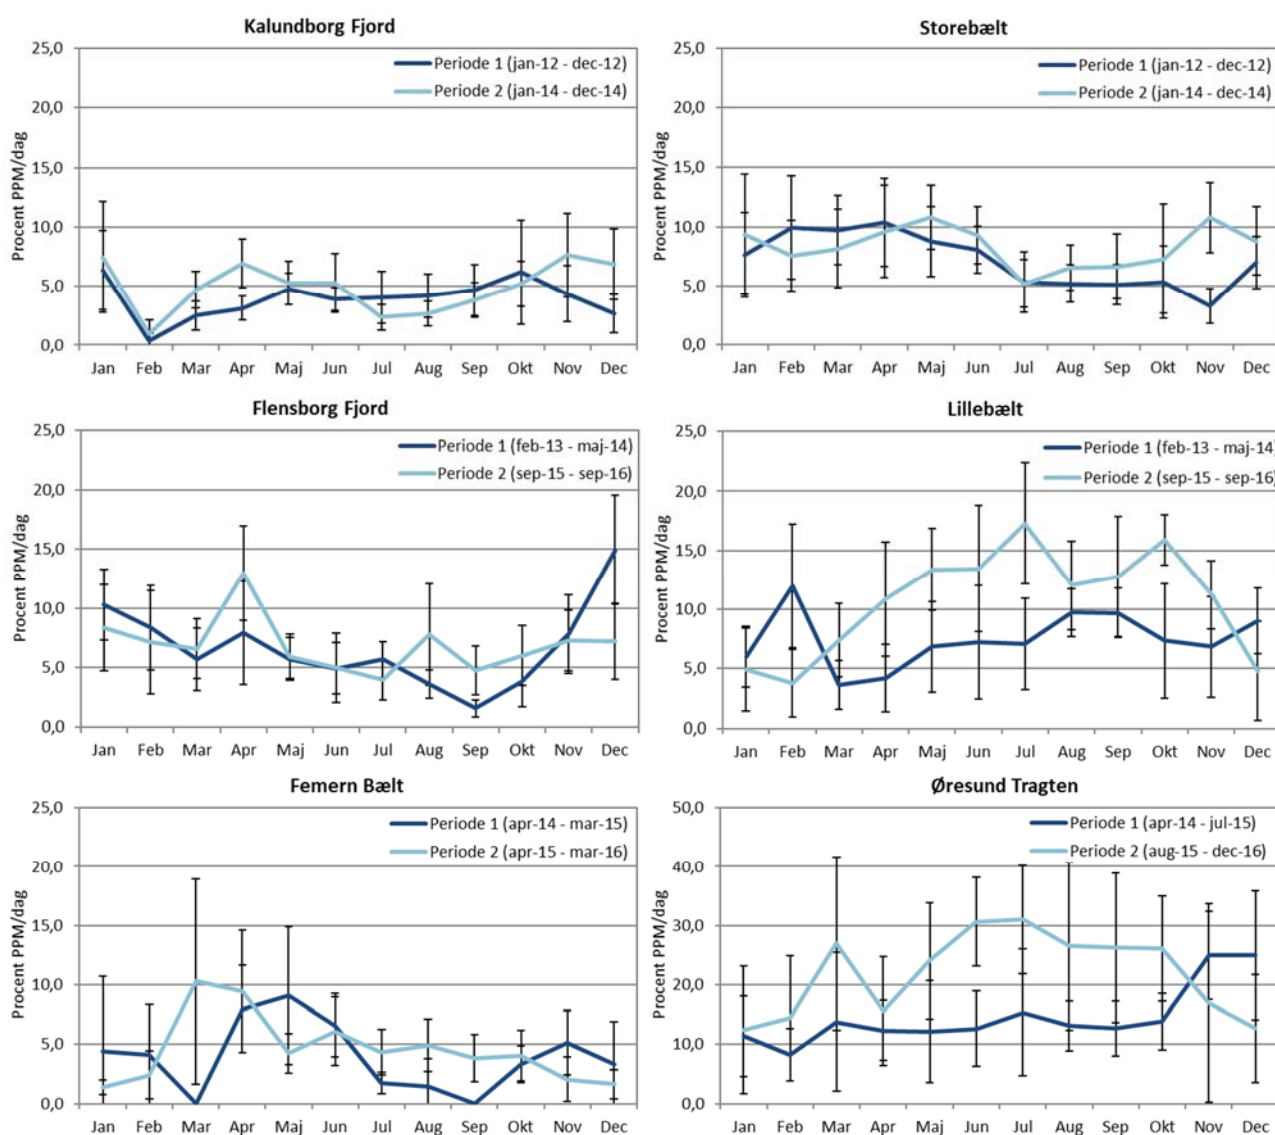 Kalundborg Fjord
Periode 1 (jan-12 - dec-12)
Periode 2 (jan-14 - dec-14)
Procent PPM/dag
25,0
20,0
15,0
10,0
5,0
0,0
Jan Feb Mar Apr Maj Jun Jul Aug Sep Okt Nov Dec
Storebælt
Periode 1 (jan-12 - dec-12)
Periode 2 (jan-14 - dec-14)
Procent PPM/dag
25,0
20,0
15,0
10,0
5,0
0,0
Jan Feb Mar Apr Maj Jun Jul Aug Sep Okt Nov Dec
Flensborg Fjord
Periode 1 (feb-13 - maj-14)
Periode 2 (sep-15 - sep-16)
Procent PPM/dag
25,0
20,0
15,0
10,0
5,0
0,0
Jan Feb Mar Apr Maj Jun Jul Aug Sep Okt Nov Dec
Lillebælt
Periode 1 (feb-13 - maj-14)
Periode 2 (sep-15 - sep-16)
Procent PPM/dag
25,0
20,0
15,0
10,0
5,0
0,0
Jan Feb Mar Apr Maj Jun Jul Aug Sep Okt Nov Dec
Femern Bælt
Periode 1 (apr-14 - mar-15)
Periode 2 (apr-15 - mar-16)
Procent PPM/dag
25,0
20,0
15,0
10,0
5,0
0,0
Jan Feb Mar Apr Maj Jun Jul Aug Sep Okt Nov Dec
Øresund Tragten
Periode 1 (apr-14 - jul-15)
Periode 2 (aug-15 - dec-16)
Procent PPM/dag
50,0
40,0
30,0
20,0
10,0
0,0
Jan Feb Mar Apr Maj Jun Jul Aug Sep Okt Nov Dec